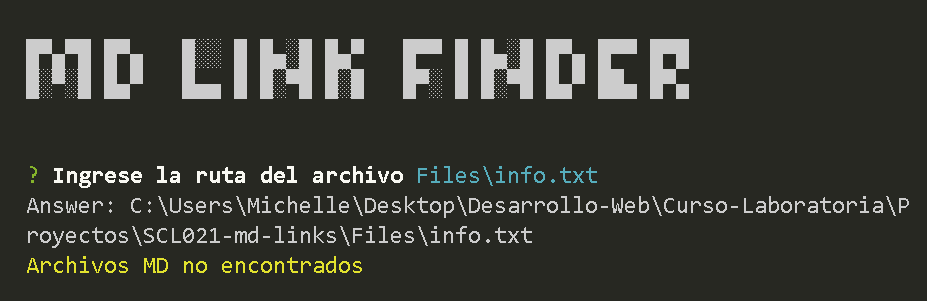 MD LINK FINDER
? Ingrese la ruta del archivo Files\info.txt
Answer: C:\Users\Michelle\Desktop\Desarrollo-Web\Curso-Laboratoria\P
royectos\SCL021-md-links\Files\info.txt
Archivos MD no encontrados